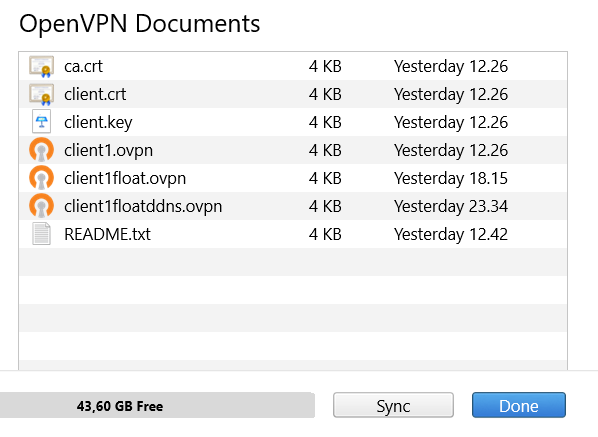 OpenVPN Documents
ca.crt 4 KB Yesterday 12.26
client.crt 4 KB Yesterday 12.26
client.key 4 KB Yesterday 12.26
client1.ovpn 4 KB Yesterday 12.26
client1float.ovpn 4 KB Yesterday 18.15
client1floatddns.ovpn 4 KB Yesterday 23.34
README.txt 4 KB Yesterday 12.42
43,60 GB Free Sync Done